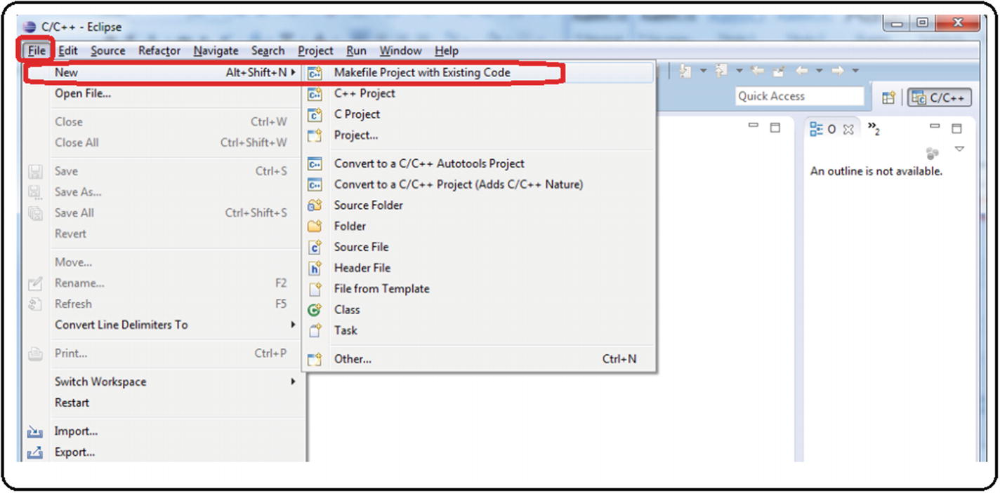 C/C++ - Eclipse
File Edit Source Refactor Navigate Search Project Run Window Help
New Alt+Shift+N
Open File...
Close Ctrl+W
Close All Ctrl+Shift+W
Save Ctrl+S
Save As...
Save All Ctrl+Shift+S
Revert
Move...
Rename... F2
Refresh F5
Convert Line Delimiters To
Print... Ctrl+P
Switch Workspace
Restart
Import...
Export...
Makefile Project with Existing Code
C++ Project
C Project
Project...
Convert to a C/C++ Autotools Project
Convert to a C/C++ Project (Adds C/C++ Nature)
Source Folder
Folder
Source File
Header File
File from Template
Class
Task
Other... Ctrl+N
Quick Access
C/C++
O
»2
An outline is not available.